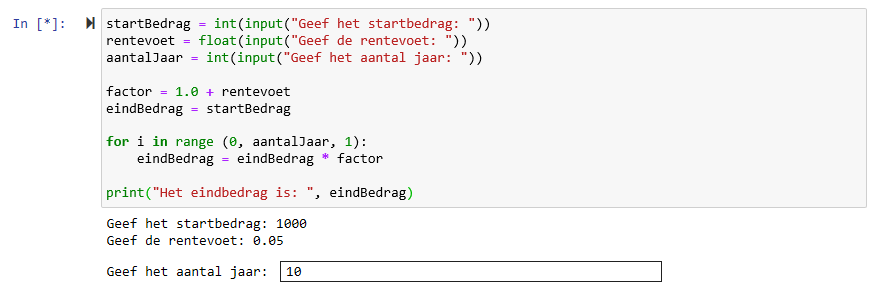 In [*]:
startBedrag = int(input("Geef het startbedrag: "))
rentevoet = float(input("Geef de rentevoet: "))
aantalJaar = int(input("Geef het aantal jaar: "))
factor = 1.0 + rentevoet
eindBedrag = startBedrag
for i in range (0, aantalJaar, 1):
    eindBedrag = eindBedrag * factor
print("Het eindbedrag is: ", eindBedrag)
Geef het startbedrag: 1000
Geef de rentevoet: 0.05
Geef het aantal jaar: 10